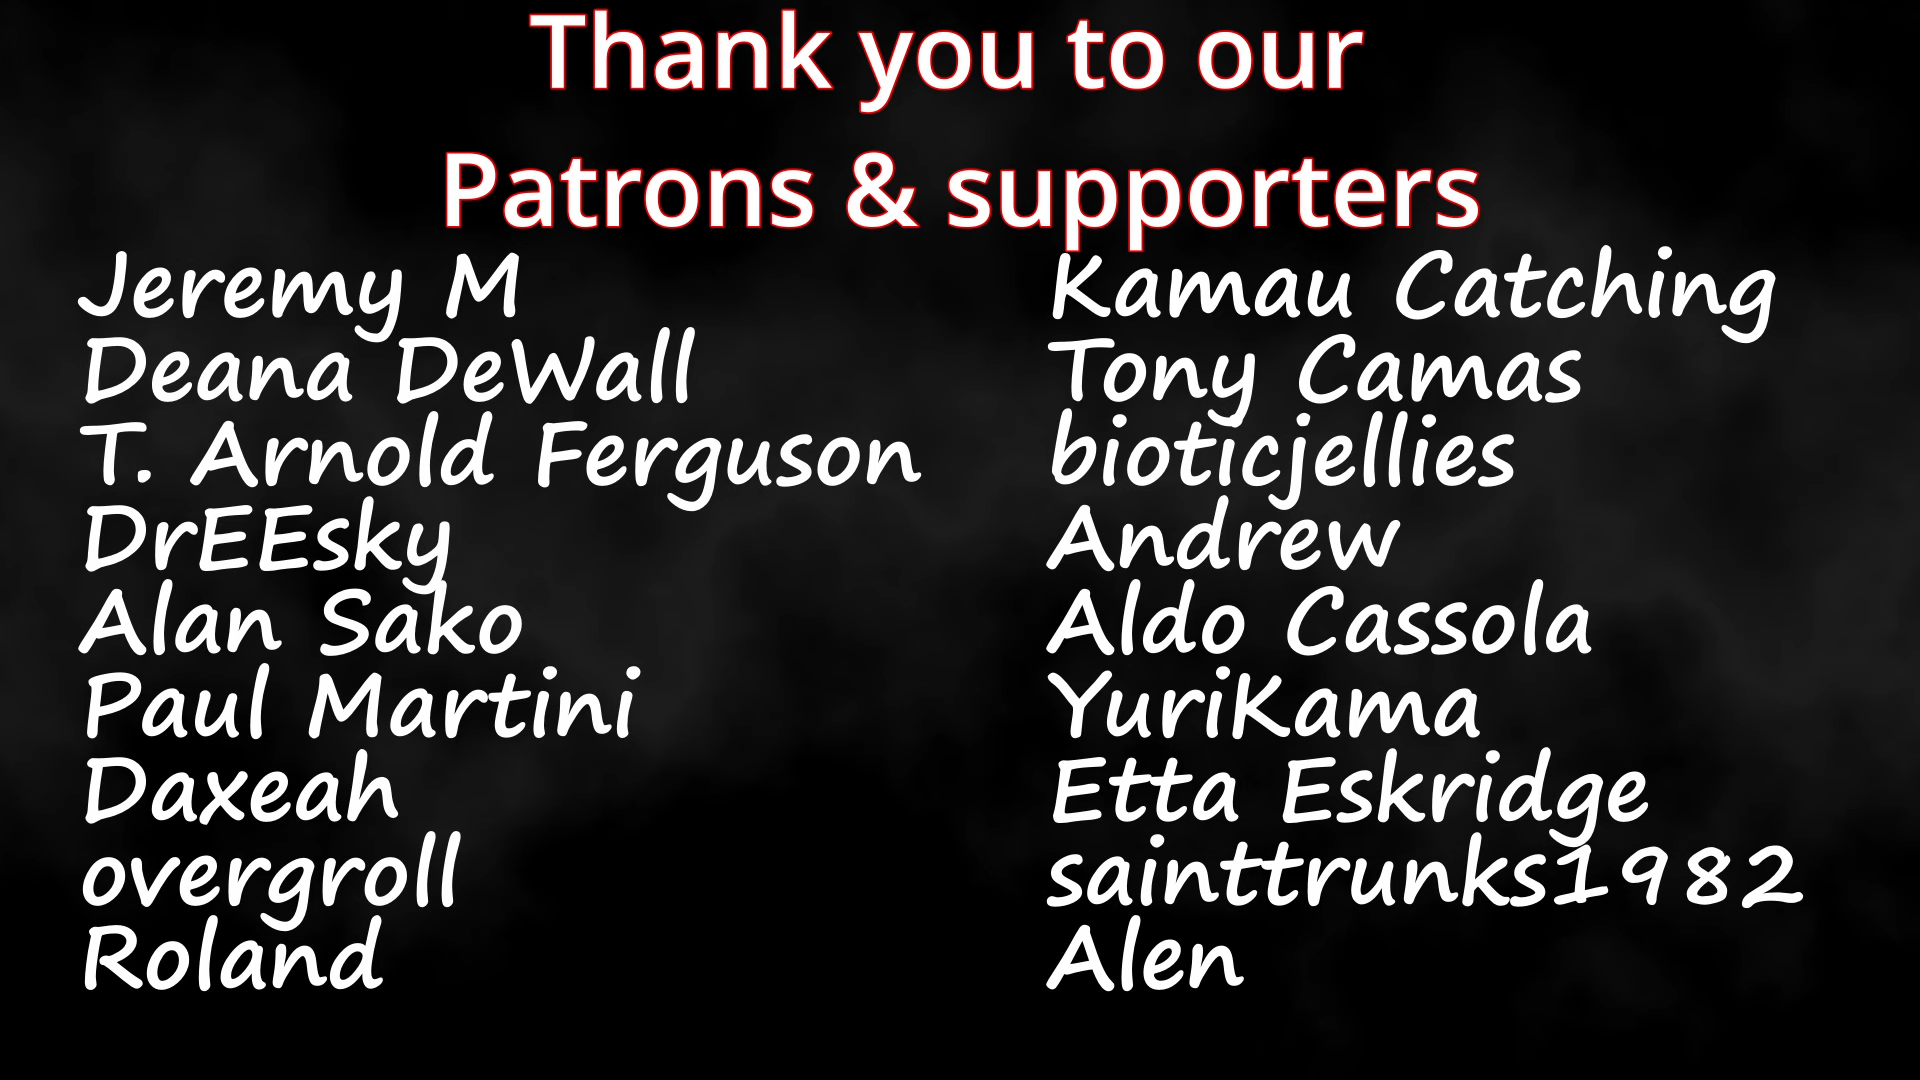 Thank you to our
Patrons & supporters
Jeremy M
Deana DeWall
T. Arnold Ferguson
DrEEsky
Alan Sako
Paul Martini
Daxeah
overgroll
Roland
Kamau Catching
Tony Camas
bioticjellies
Andrew
Aldo Cassola
YuriKama
Etta Eskridge
sainttrunks1982
Alen